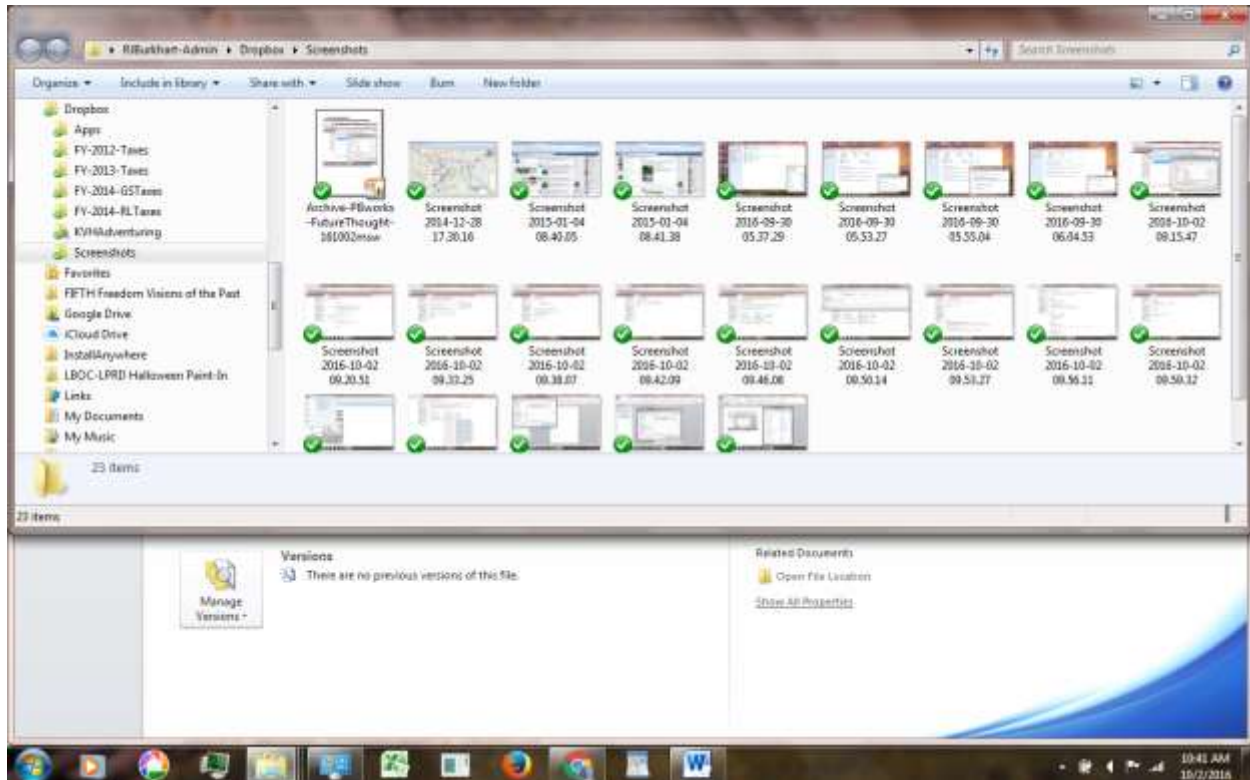 RJBurkhart-Admin ▸ Dropbox ▸ Screenshots
Search Screenshots
Organize Include in library Share with Slide show Burn New folder
Dropbox
Apps
FY-2012-Taxes
FY-2013-Taxes
FY-2014-GSTaxes
FY-2014-RLTaxes
KVHAdventuring
Screenshots
Favorites
FIFTH Freedom Visions of the Past
Google Drive
iCloud Drive
InstallAnywhere
LBOC-LPRD Halloween Paint-In
Links
My Documents
My Music
Archive-PBworks
-FutureThought-
161002msw
Screenshot
2014-12-28
17.30.16
Screenshot
2015-01-04
08.40.05
Screenshot
2015-01-04
08.41.38
Screenshot
2016-09-30
05.37.29
Screenshot
2016-09-30
05.53.27
Screenshot
2016-09-30
05.55.04
Screenshot
2016-09-30
06.04.53
Screenshot
2016-10-02
09.15.47
Screenshot
2016-10-02
09.20.51
Screenshot
2016-10-02
09.33.25
Screenshot
2016-10-02
09.38.07
Screenshot
2016-10-02
09.42.09
Screenshot
2016-10-02
09.46.08
Screenshot
2016-10-02
09.50.14
Screenshot
2016-10-02
09.53.27
Screenshot
2016-10-02
09.56.11
Screenshot
2016-10-02
09.59.32
23 items
23 items
Manage
Versions
Versions
There are no previous versions of this file.
Related Documents
Open File Location
Show All Properties
10:41 AM
10/2/2016